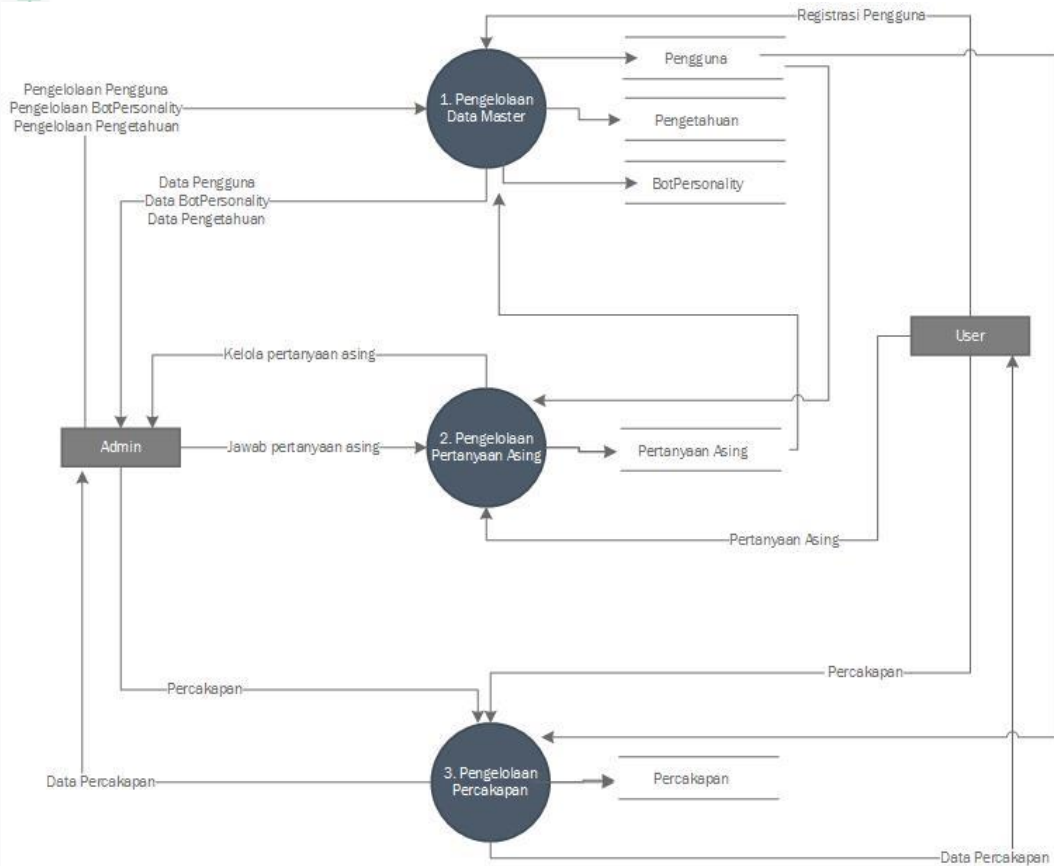 Registrasi Pengguna
Pengguna
Pengelolaan Pengguna
Pengelolaan BotPersonality
Pengelolaan Pengetahuan
1. Pengelolaan
Data Master
Pengetahuan
Data Pengguna
Data BotPersonality
Data Pengetahuan
BotPersonality
User
Kelola pertanyaan asing
Admin
Jawab pertanyaan asing
2. Pengelolaan
Pertanyaan Asing
Pertanyaan Asing
Pertanyaan Asing
Percakapan
Percakapan
Data Percakapan
3. Pengelolaan
Percakapan
Percakapan
Data Percakapan